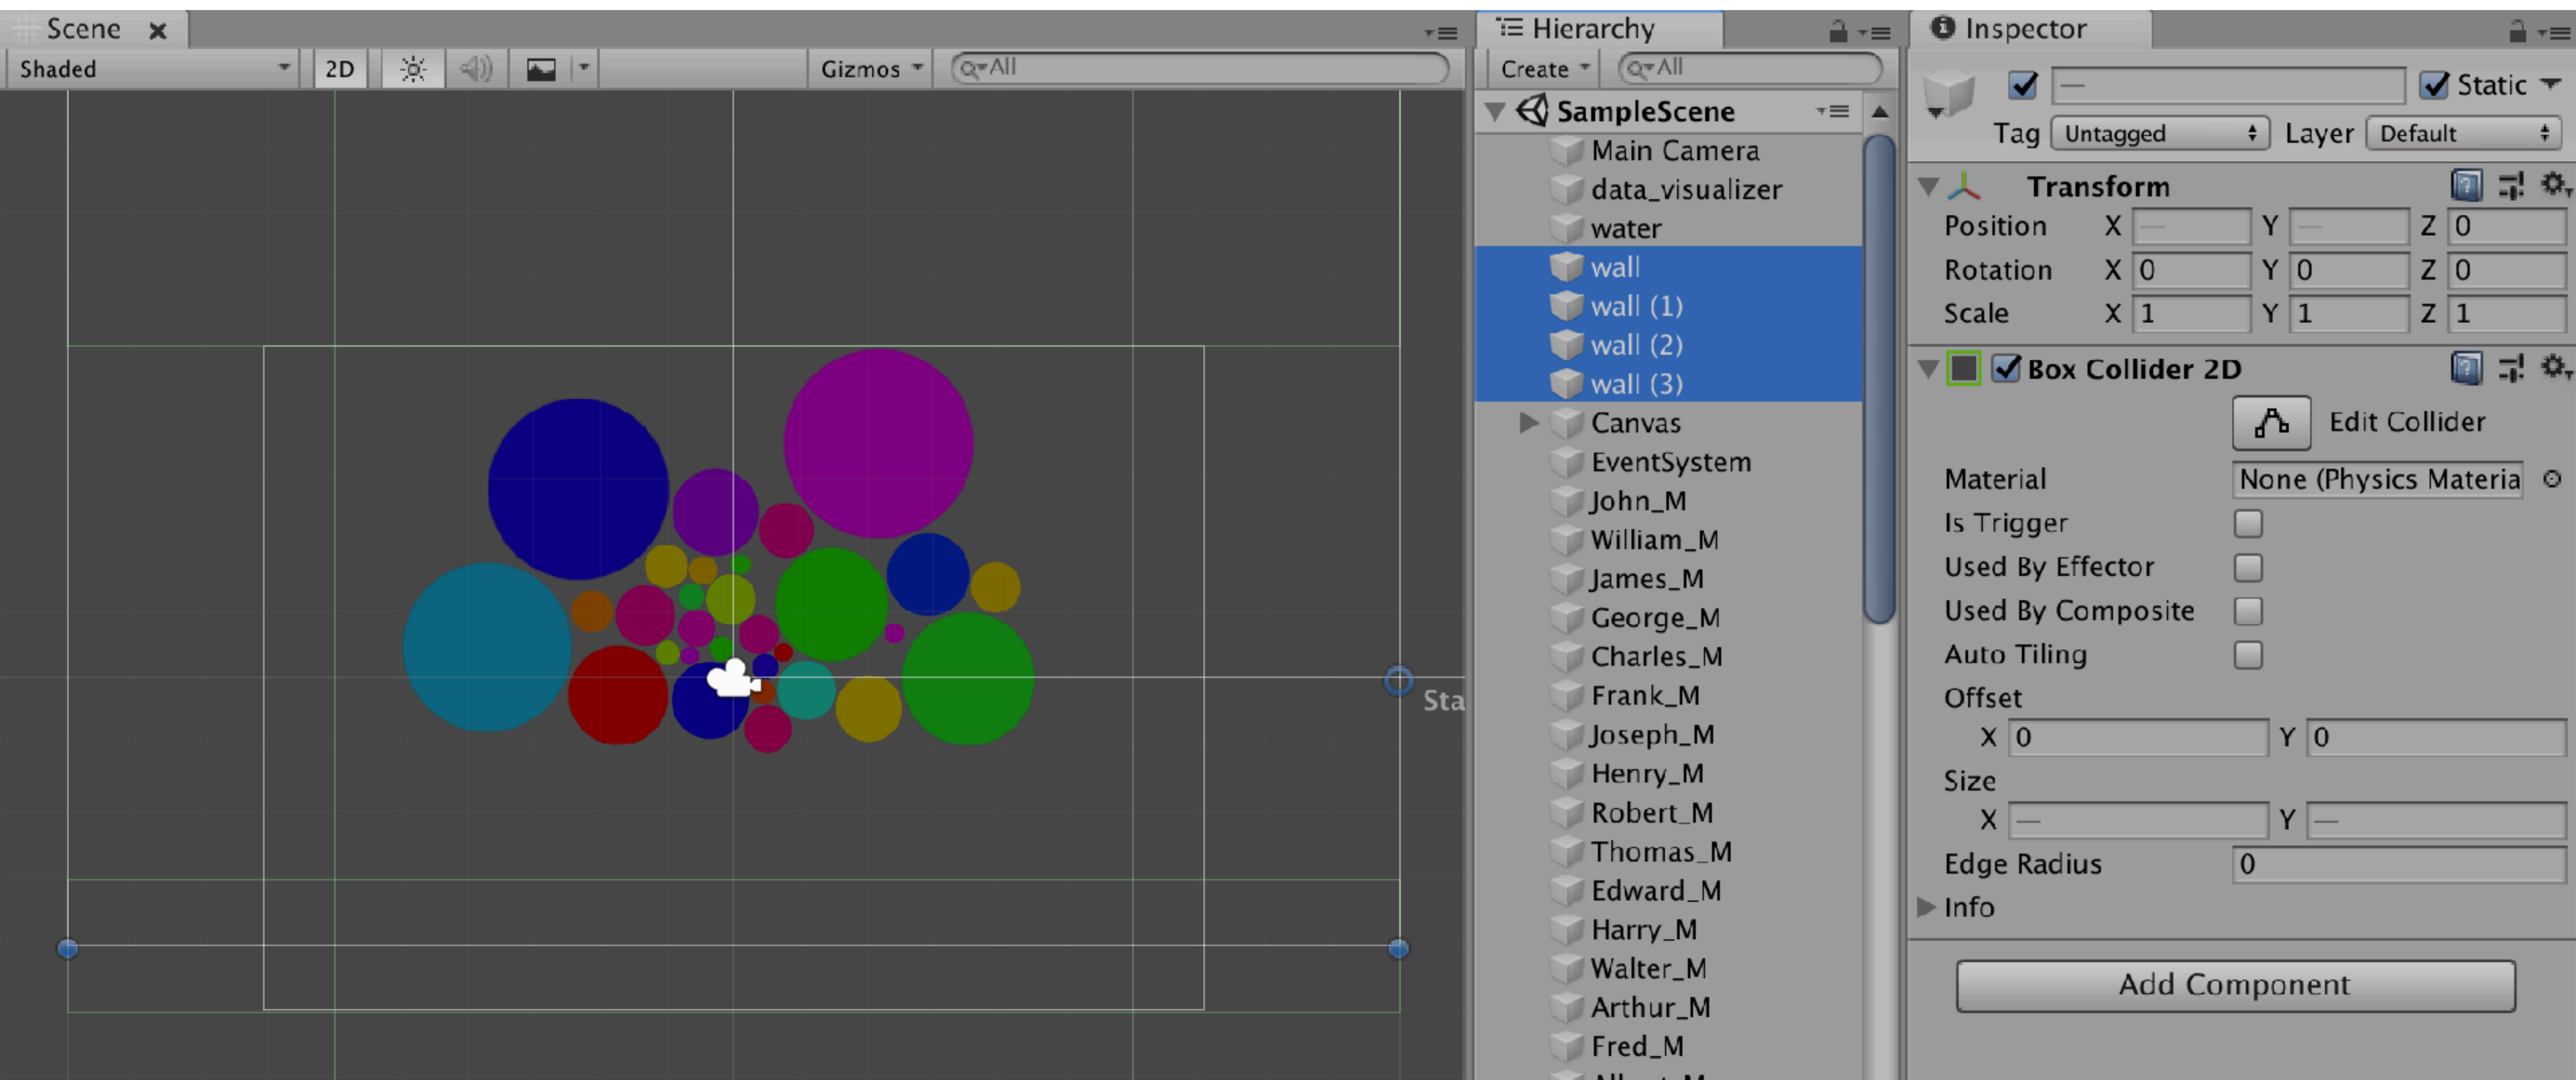 Scene
Shaded
2D
Gizmos
All
Sta
Hierarchy
Create
All
SampleScene
Main Camera
data_visualizer
water
wall
wall (1)
wall (2)
wall (3)
Canvas
EventSystem
John_M
William_M
James_M
George_M
Charles_M
Frank_M
Joseph_M
Henry_M
Robert_M
Thomas_M
Edward_M
Harry_M
Walter_M
Arthur_M
Fred_M
Inspector
— Static
Tag Untagged Layer Default
Transform
Position X — Y — Z 0
Rotation X 0 Y 0 Z 0
Scale X 1 Y 1 Z 1
Box Collider 2D
Edit Collider
Material None (Physics Materia
Is Trigger
Used By Effector
Used By Composite
Auto Tiling
Offset
X 0 Y 0
Size
X — Y —
Edge Radius 0
Info
Add Component